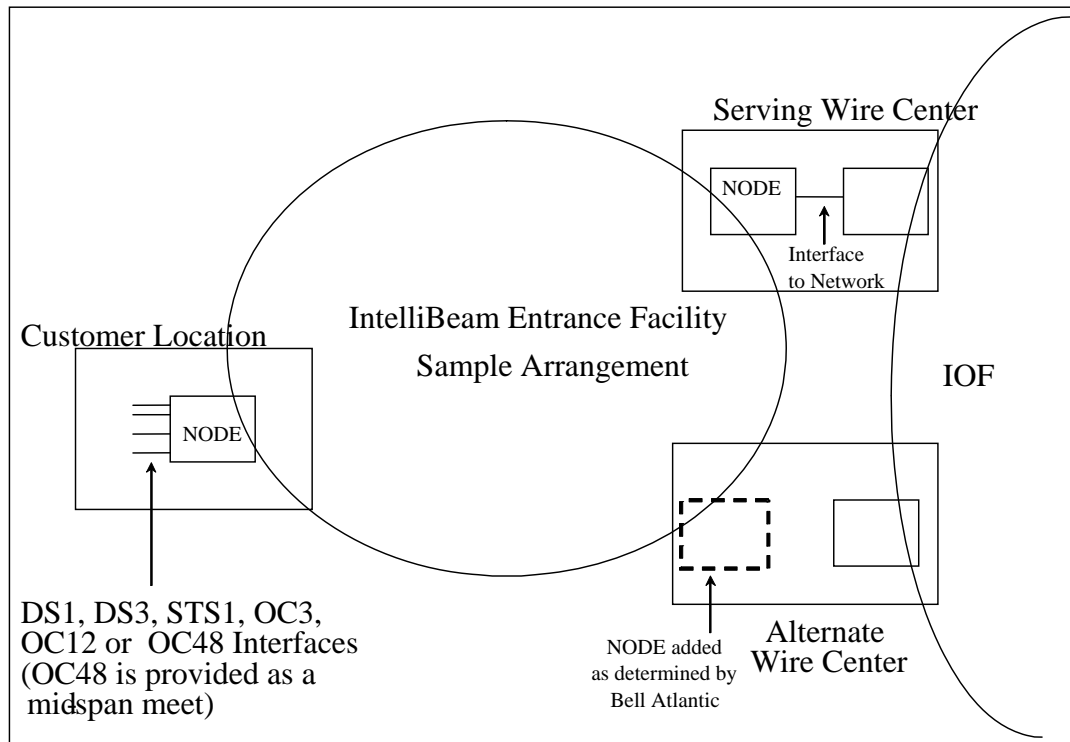 Serving Wire Center
NODE
Interface
to Network
IntelliBeam Entrance Facility
Sample Arrangement
Customer Location
NODE
IOF
DS1, DS3, STS1, OC3,
OC12 or OC48 Interfaces
(OC48 is provided as a
midspan meet)
NODE added
as determined by
Bell Atlantic
Alternate
Wire Center